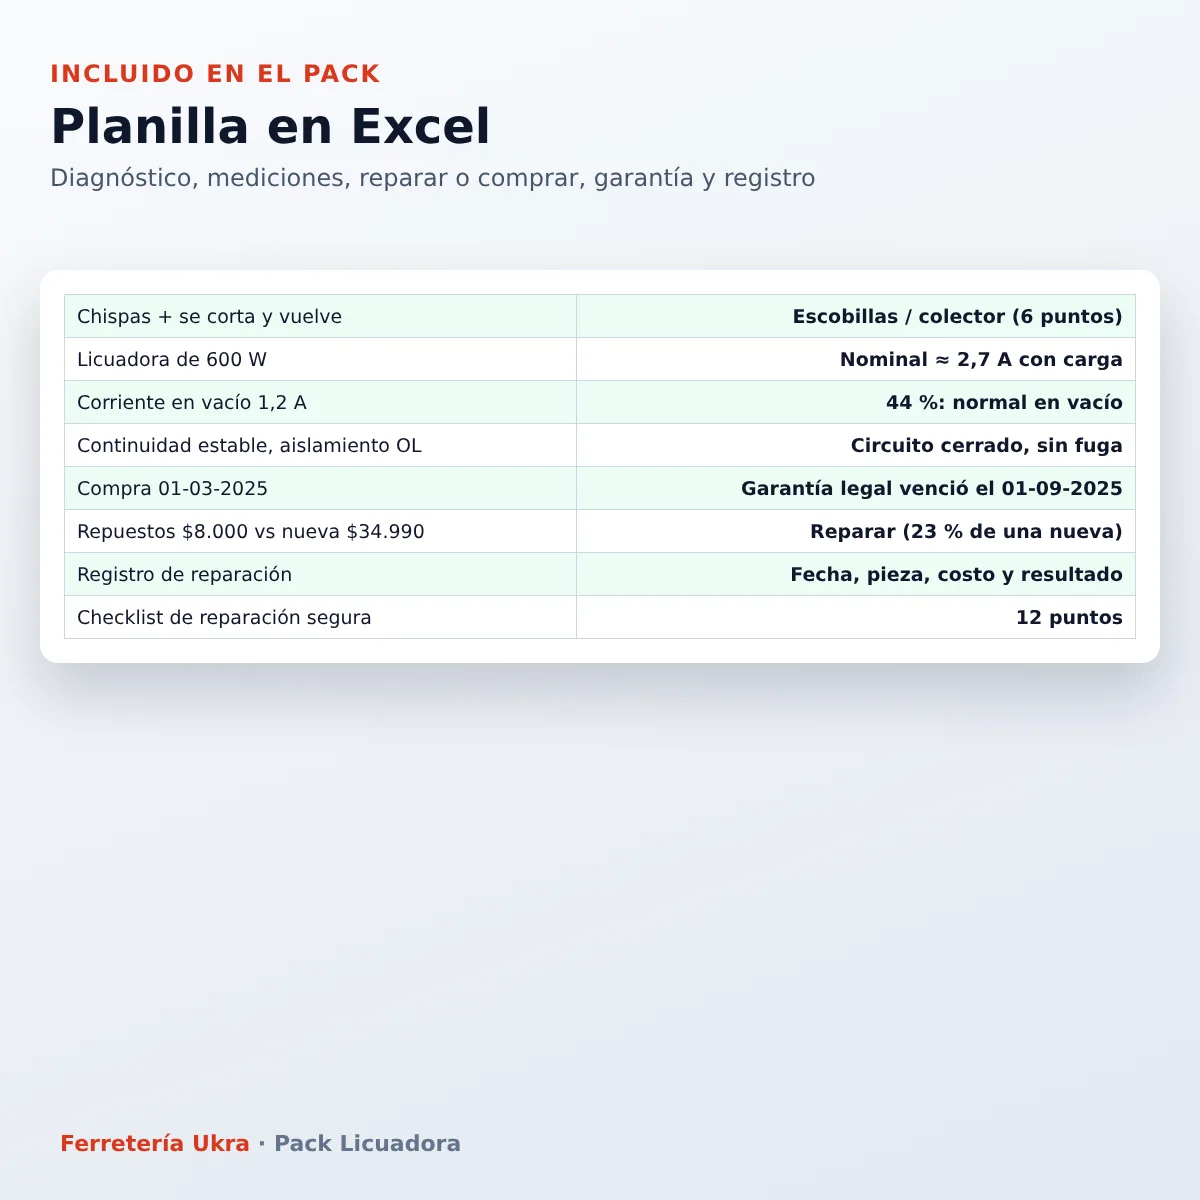 INCLUIDO EN EL PACK
Planilla en Excel
Diagnóstico, mediciones, reparar o comprar, garantía y registro
Chispas + se corta y vuelve Escobillas / colector (6 puntos)
Licuadora de 600 W Nominal ≈ 2,7 A con carga
Corriente en vacío 1,2 A 44 %: normal en vacío
Continuidad estable, aislamiento OL Circuito cerrado, sin fuga
Compra 01-03-2025 Garantía legal venció el 01-09-2025
Repuestos $8.000 vs nueva $34.990 Reparar (23 % de una nueva)
Registro de reparación Fecha, pieza, costo y resultado
Checklist de reparación segura 12 puntos
Ferretería Ukra · Pack Licuadora